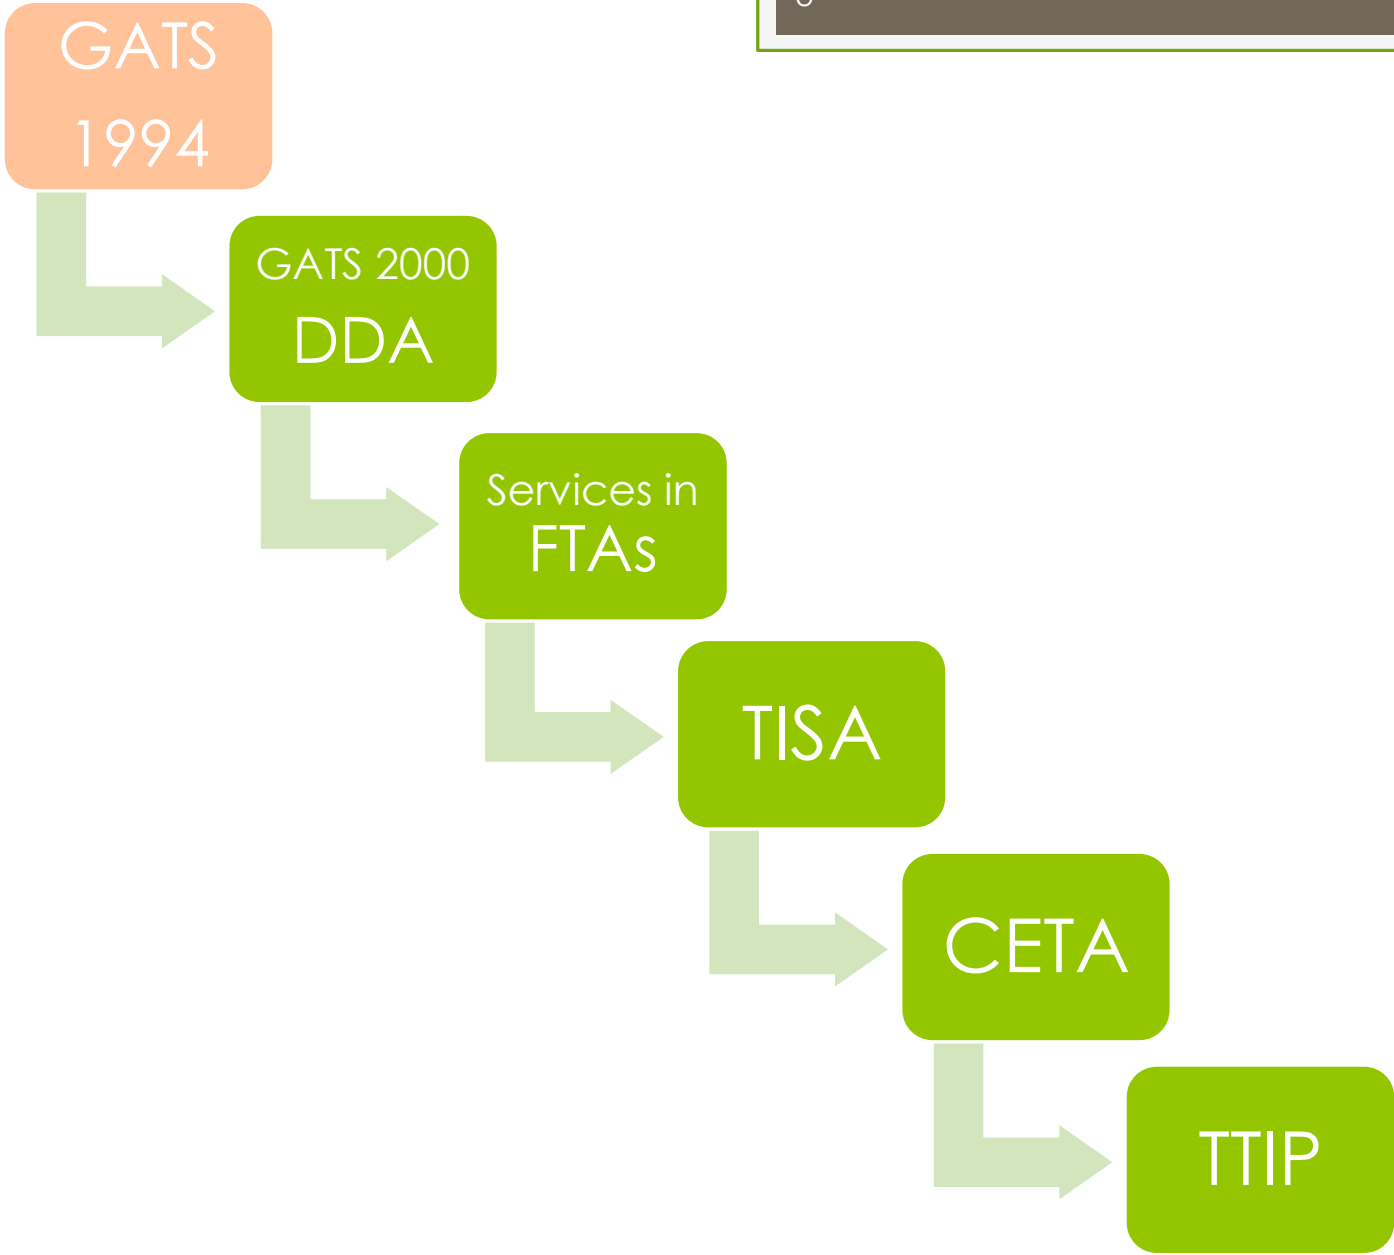 GATS
1994
GATS 2000
DDA
Services in
FTAs
TISA
CETA
TTIP